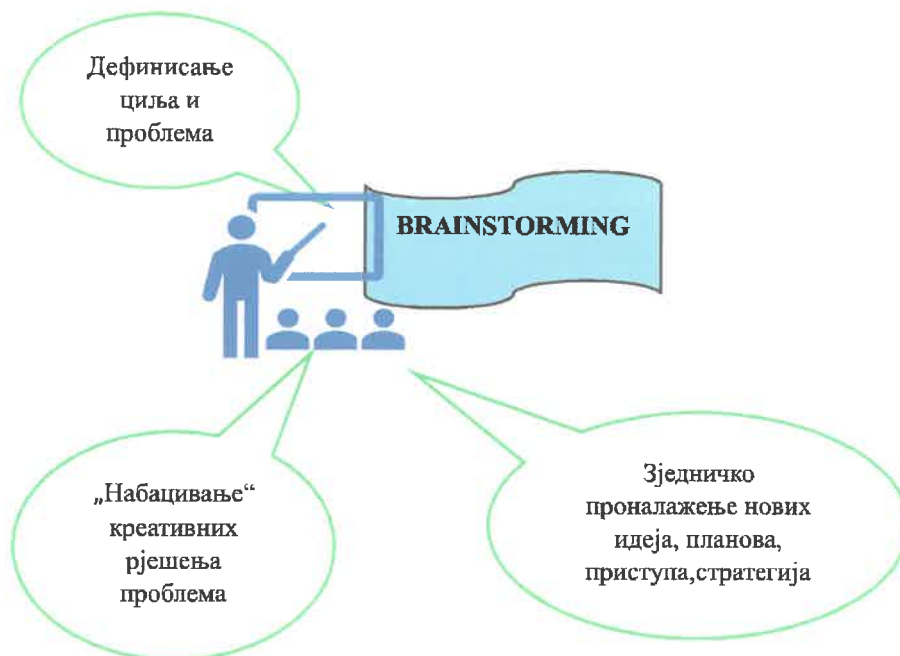 Дефинисање
циља и
проблема
BRAINSTORMING
„Набацивање“
креативних
рјешења
проблема
Зједничко
проналажење нових
идеја, планова,
приступа,стратегија